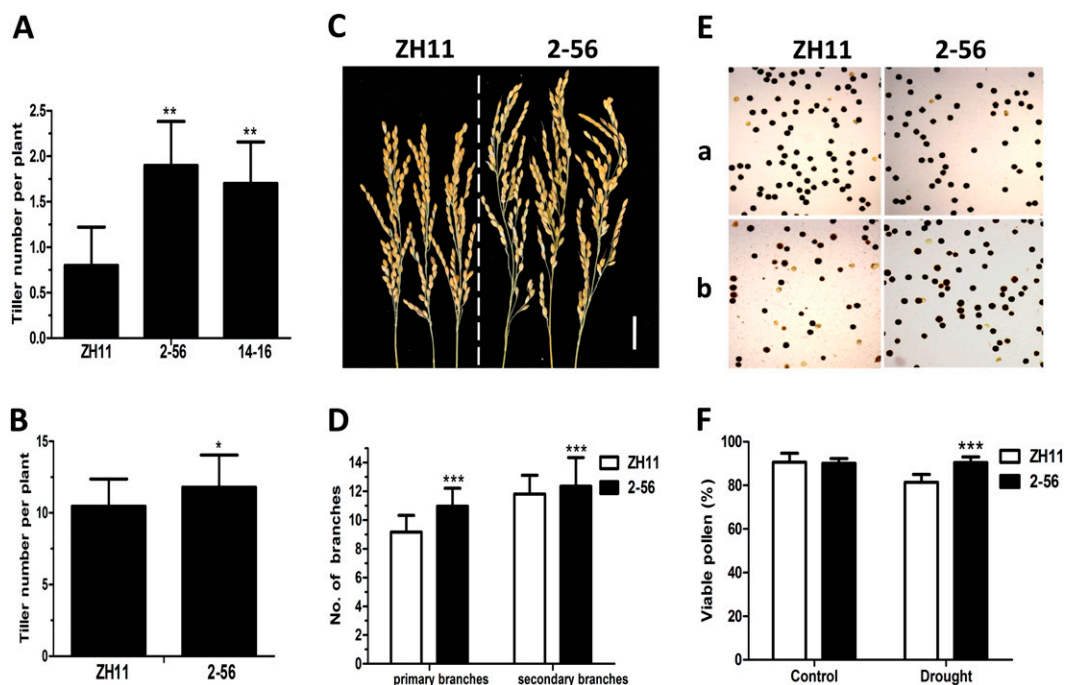 A
Tiller number per plant
2.5
2.0
1.5
1.0
0.5
0.0
**
**
ZH11 2-56 14-16
B
Tiller number per plant
15
10
5
0
*
ZH11 2-56
C
ZH11 2-56
D
No. of branches
16
14
12
10
8
6
4
2
0
***
***
ZH11
2-56
primary branches secondary branches
E
ZH11 2-56
a
b
F
Viable pollen (%)
100
80
60
40
20
0
***
ZH11
2-56
Control Drought